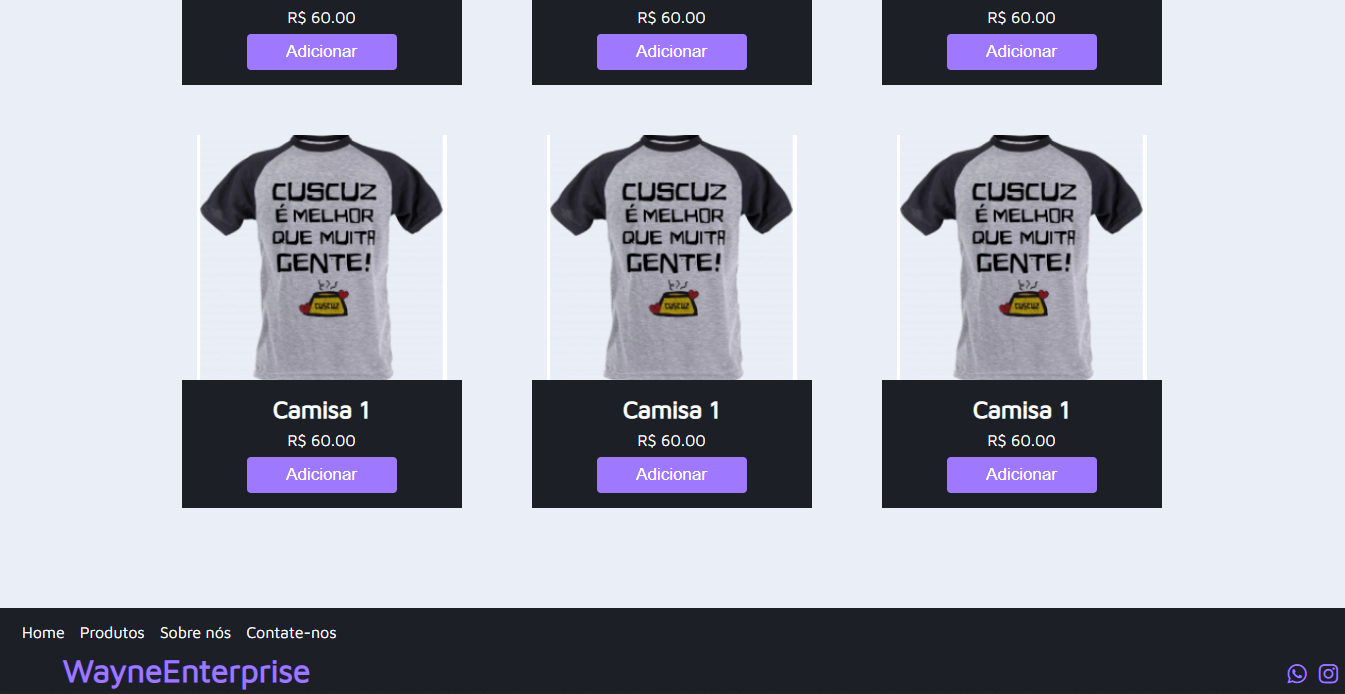 R$ 60.00 R$ 60.00 R$ 60.00
Adicionar Adicionar Adicionar
CUSCUZ CUSCUZ CUSCUZ
É MELHOR É MELHOR É MELHOR
QUE MUITA QUE MUITA QUE MUITA
GENTE! GENTE! GENTE!
CUSCUZ CUSCUZ CUSCUZ
Camisa 1 Camisa 1 Camisa 1
R$ 60.00 R$ 60.00 R$ 60.00
Adicionar Adicionar Adicionar
Home Produtos Sobre nós Contate-nos
WayneEnterprise